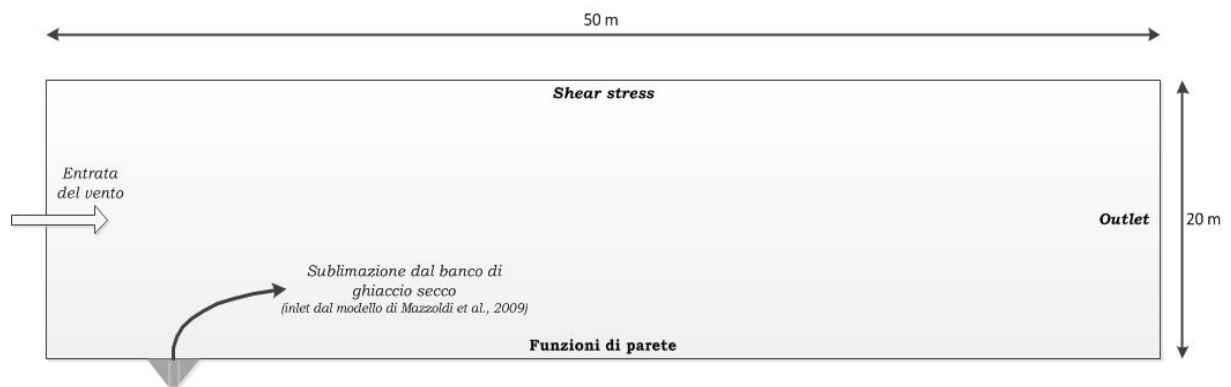 50 m
Shear stress
Entrata
del vento
Outlet
20 m
Sublimazione dal banco di
ghiaccio secco
(inlet dal modello di Mazzoldi et al., 2009)
Funzioni di parete